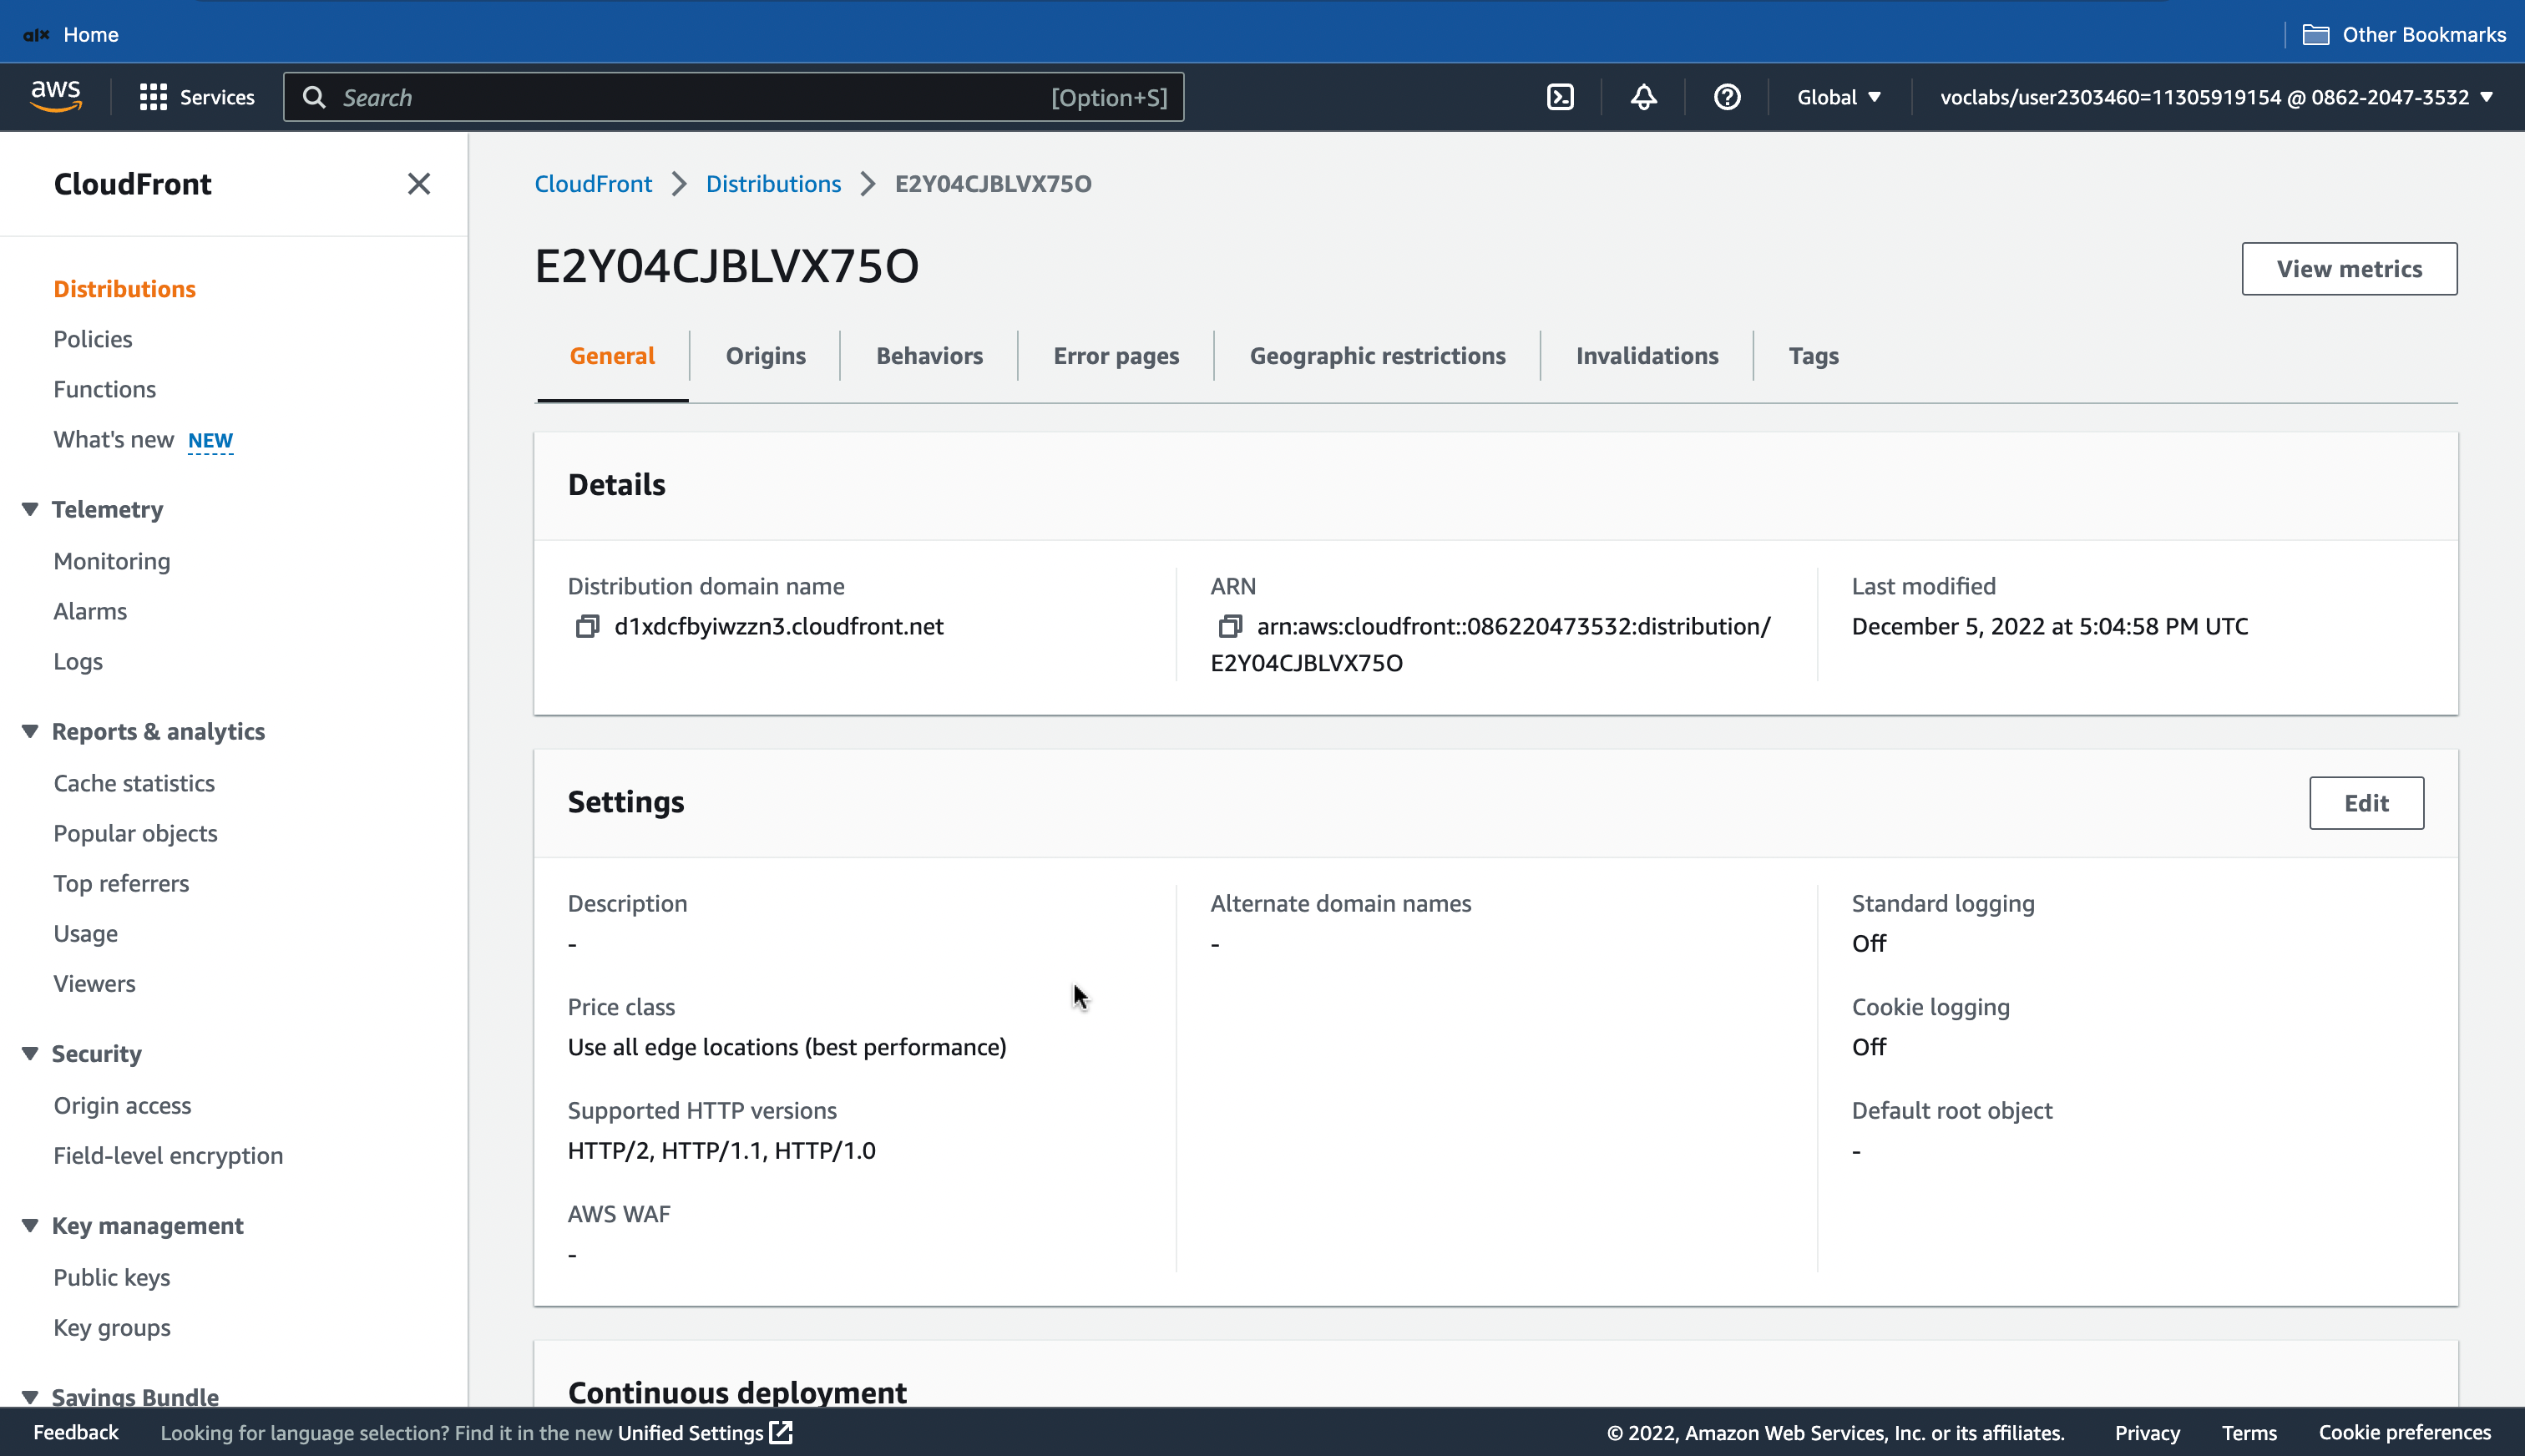 alx Home
Other Bookmarks
aws
Services
Search [Option+S]
Global
voclabs/user2303460=11305919154 @ 0862-2047-3532
CloudFront
Distributions
Policies
Functions
What's new NEW
Telemetry
Monitoring
Alarms
Logs
Reports & analytics
Cache statistics
Popular objects
Top referrers
Usage
Viewers
Security
Origin access
Field-level encryption
Key management
Public keys
Key groups
Savings Bundle
CloudFront Distributions E2Y04CJBLVX75O
E2Y04CJBLVX75O
View metrics
General Origins Behaviors Error pages Geographic restrictions Invalidations Tags
Details
Distribution domain name
d1xdcfbyiwzzn3.cloudfront.net
ARN
arn:aws:cloudfront::086220473532:distribution/
E2Y04CJBLVX75O
Last modified
December 5, 2022 at 5:04:58 PM UTC
Settings
Edit
Description
-
Price class
Use all edge locations (best performance)
Supported HTTP versions
HTTP/2, HTTP/1.1, HTTP/1.0
AWS WAF
-
Alternate domain names
-
Standard logging
Off
Cookie logging
Off
Default root object
-
Continuous deployment
Feedback
Looking for language selection? Find it in the new Unified Settings
© 2022, Amazon Web Services, Inc. or its affiliates.
Privacy
Terms
Cookie preferences